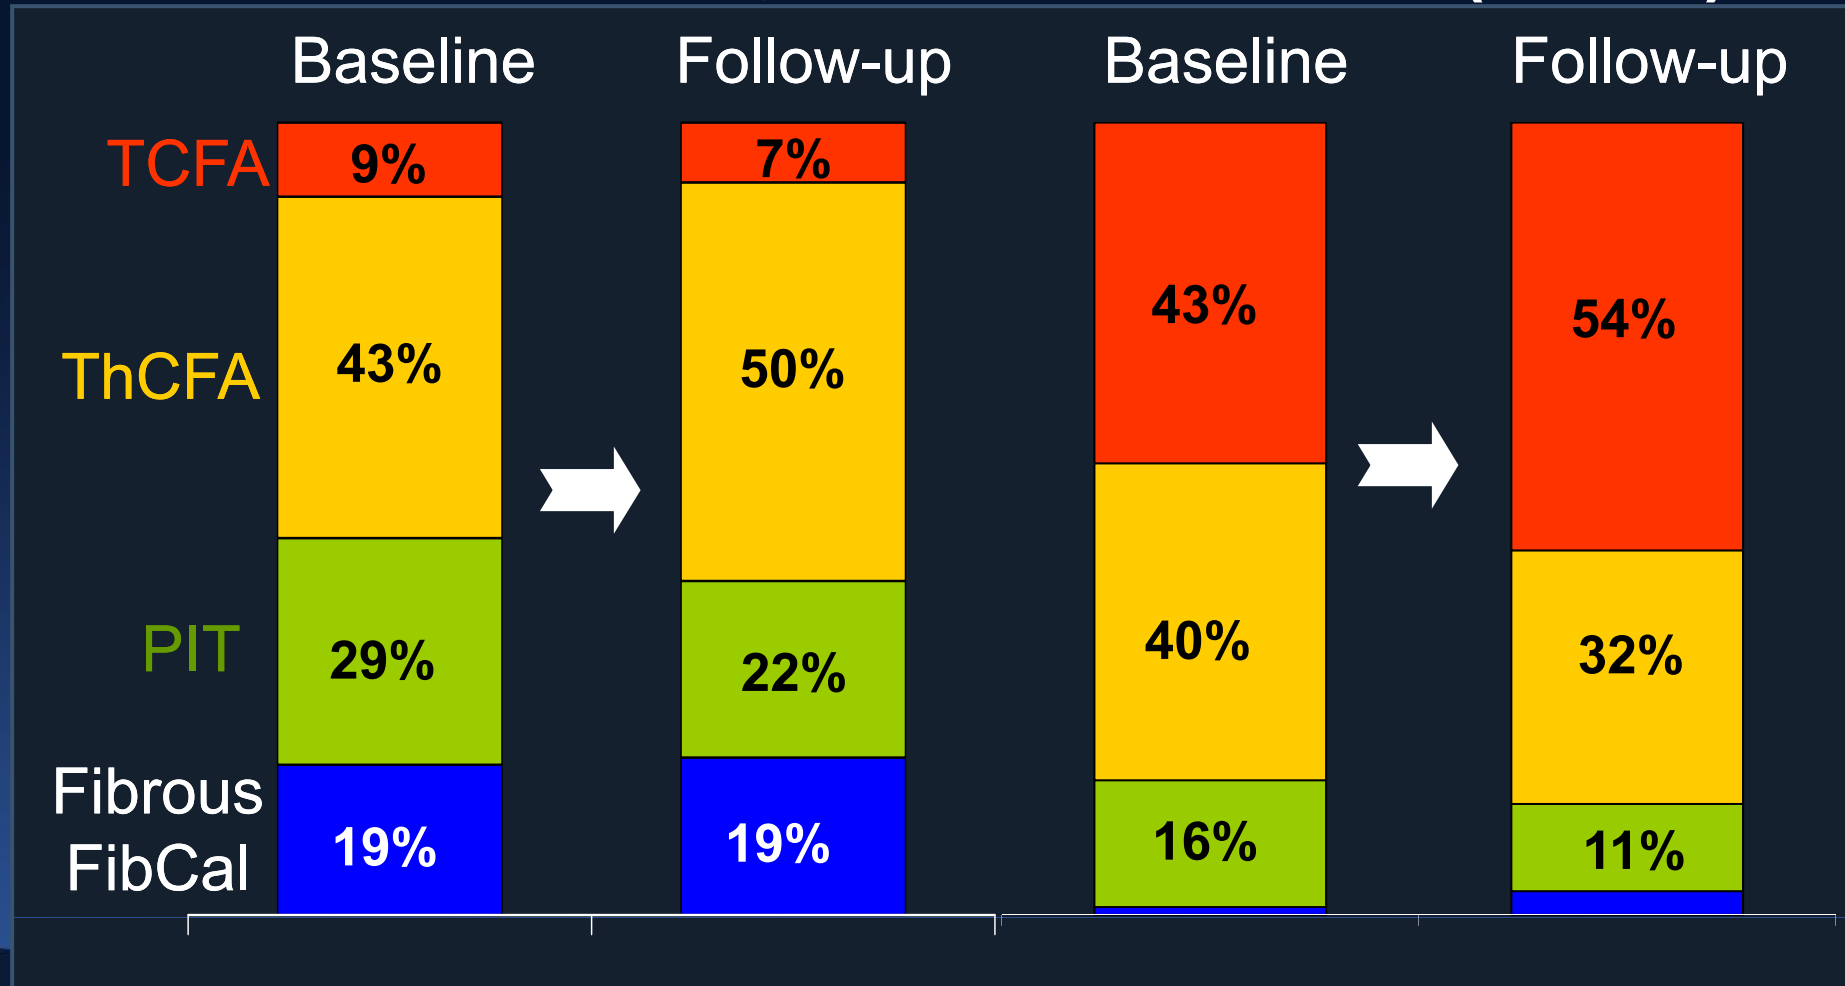 Baseline Follow-up Baseline Follow-up
TCFA 9% 7% 43% 54%
ThCFA 43% 50% 40% 32%
PIT 29% 22% 16% 11%
Fibrous
FibCal 19% 19%